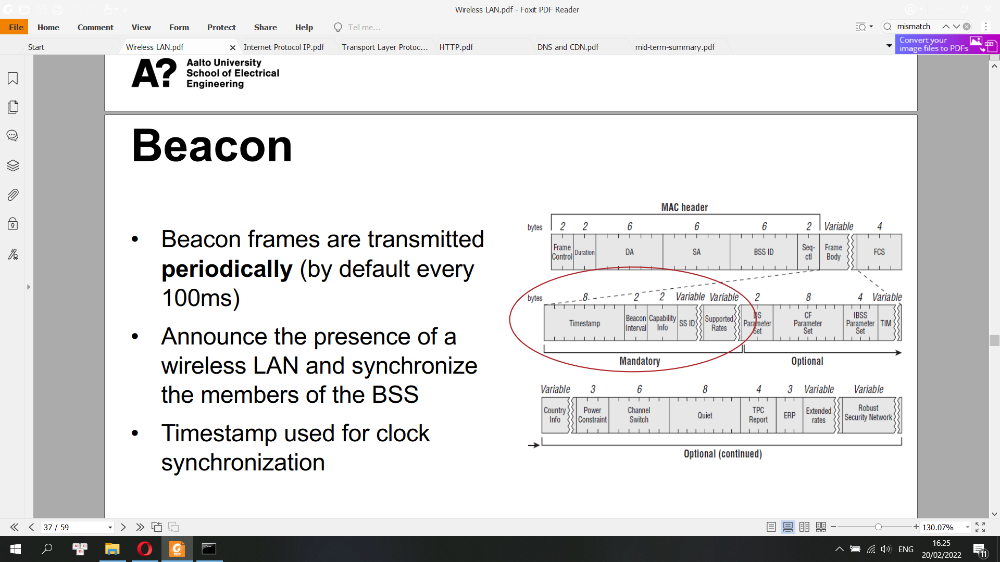 Wireless LAN.pdf - Foxit PDF Reader
File Home Comment View Form Protect Share Help Tell me... mismatch
Start Wireless LAN.pdf Internet Protocol IP.pdf Transport Layer Protoc... HTTP.pdf DNS and CDN.pdf mid-term-summary.pdf
Convert your
image files to PDFs
PDF
A?
Aalto University
School of Electrical
Engineering
Beacon
• Beacon frames are transmitted
periodically (by default every
100ms)
• Announce the presence of a
wireless LAN and synchronize
the members of the BSS
• Timestamp used for clock
synchronization
MAC header
bytes 2 2 6 6 6 2 Variable 4
Frame Control Duration DA SA BSS ID Seq-ctl Frame Body FCS
bytes 8 2 2 Variable Variable 2 8 4 Variable
Timestamp Beacon Interval Capability Info SS ID Supported Rates DS Parameter Set CF Parameter Set IBSS Parameter Set TIM
Mandatory Optional
Variable 3 6 8 4 3 Variable Variable
Country Info Power Constraint Channel Switch Quiet TPC Report ERP Extended rates Robust Security Network
Optional (continued)
37 / 59 130.07%
u i n
PDF
ENG
16.25
20/02/2022
11